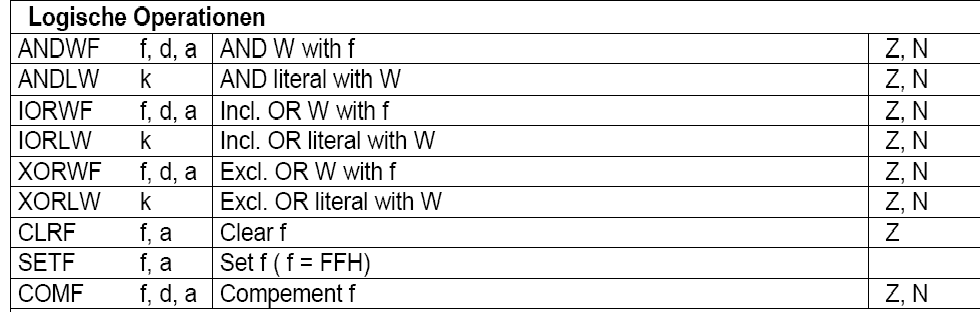 Logische Operationen
ANDWF f, d, a AND W with f Z, N
ANDLW k AND literal with W Z, N
IORWF f, d, a Incl. OR W with f Z, N
IORLW k Incl. OR literal with W Z, N
XORWF f, d, a Excl. OR W with f Z, N
XORLW k Excl. OR literal with W Z, N
CLRF f, a Clear f Z
SETF f, a Set f ( f = FFH)
COMF f, d, a Compement f Z, N